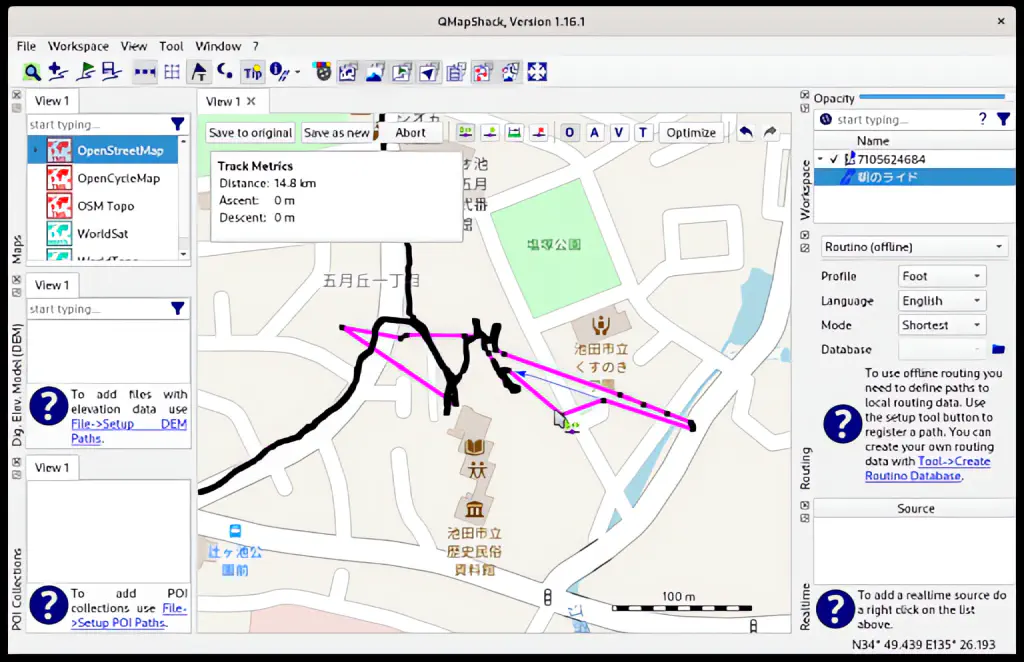 QMapShack, Version 1.16.1
File Workspace View Tool Window ?
View 1
start typing...
OpenStreetMap
OpenCycleMap
OSM Topo
WorldSat
Maps
View 1
start typing...
To add files with
elevation data use
File->Setup DEM
Paths.
Dig. Elev. Model (DEM)
View 1
To add POI
collections use File-
>Setup POI Paths.
POI Collections
View 1
Save to original
Save as new
Abort
O A V T
Optimize
Track Metrics
Distance: 14.8 km
Ascent: 0 m
Descent: 0 m
五月丘一丁目
塩塚公園
池田市立
くすのき
池田市立
歴史民俗
資料館
辻ヶ池公
園前
100 m
Opacity
start typing...
?
Name
7105624684
Workspace
Routino (offline)
Profile Foot
Language English
Mode Shortest
Database
To use offline routing you
need to define paths to
local routing data. Use
the setup tool button to
register a path. You can
create your own routing
data with Tool->Create
Routino Database.
Routing
Source
To add a realtime source do
a right click on the list
above.
Realtime
N34° 49.439 E135° 26.193